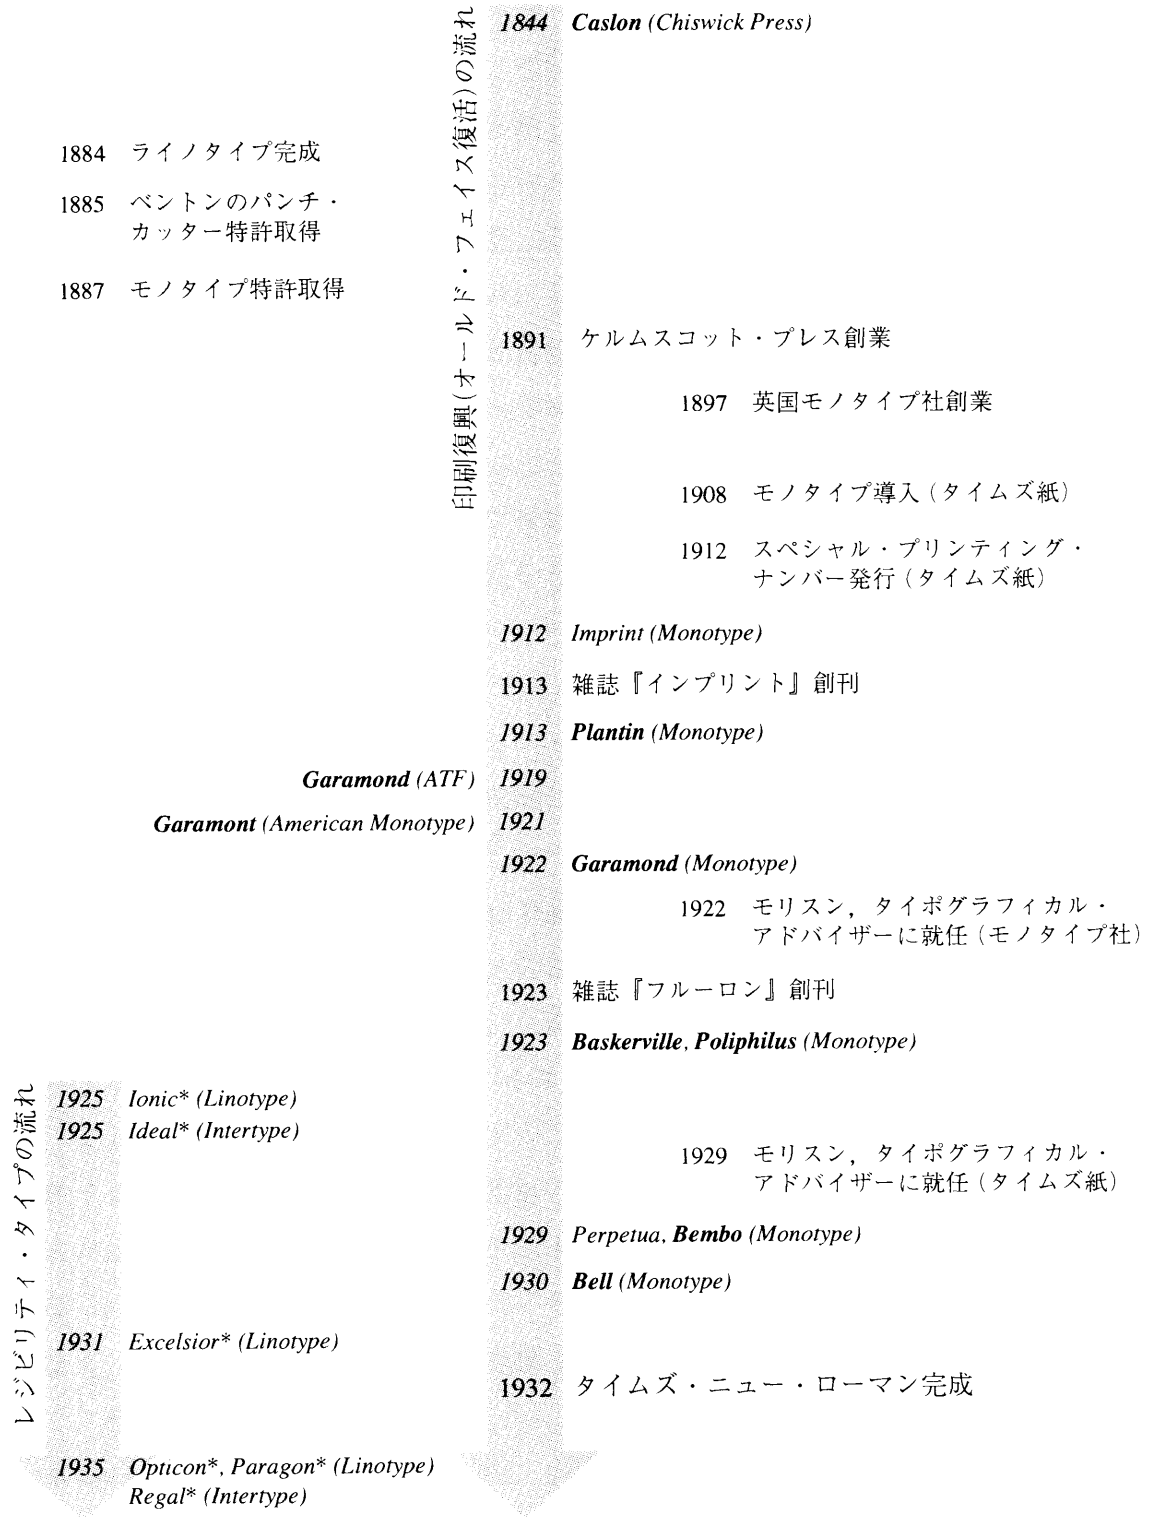 印刷復興(オールド・フェイス復活)の流れ
1844 Caslon (Chiswick Press)
1884 ライノタイプ完成
1885 ベントンのパンチ・
カッター特許取得
1887 モノタイプ特許取得
1891 ケルムスコット・プレス創業
1897 英国モノタイプ社創業
1908 モノタイプ導入(タイムズ紙)
1912 スペシャル・プリンティング・
ナンバー発行(タイムズ紙)
1912 Imprint (Monotype)
1913 雑誌『インプリント』創刊
1913 Plantin (Monotype)
Garamond (ATF) 1919
Garamont (American Monotype) 1921
1922 Garamond (Monotype)
1922 モリスン，タイポグラフィカル・
アドバイザーに就任(モノタイプ社)
1923 雑誌『フルーロン』創刊
1923 Baskerville, Poliphilus (Monotype)
レジビリティ・タイプの流れ
1925 Ionic* (Linotype)
1925 Ideal* (Intertype)
1929 モリスン，タイポグラフィカル・
アドバイザーに就任(タイムズ紙)
1929 Perpetua, Bembo (Monotype)
1930 Bell (Monotype)
1931 Excelsior* (Linotype)
1932 タイムズ・ニュー・ローマン完成
1935 Opticon*, Paragon* (Linotype)
Regal* (Intertype)